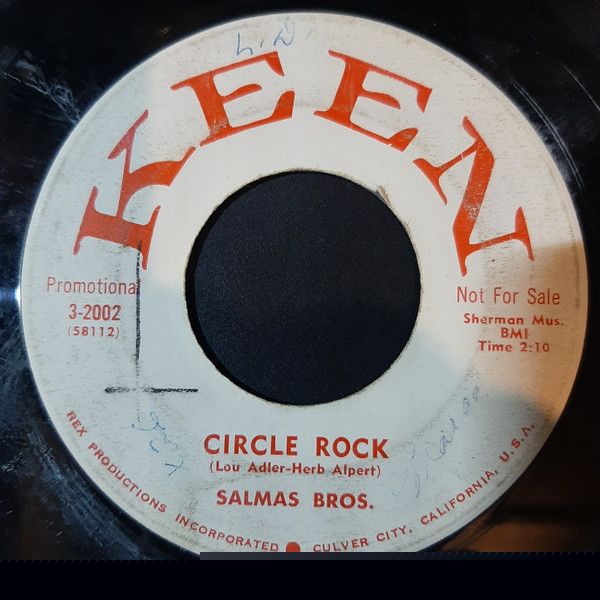 L.D.
KEEN
Promotiona
3-2002
(58112)
Not For Sale
Sherman Mus.
BMI
Time 2:10
CIRCLE ROCK
(Lou Adler-Herb Alpert)
SALMAS BROS.
REX PRODUCTIONS INCORPORATED ● CULVER CITY, CALIFORNIA, U.S.A.